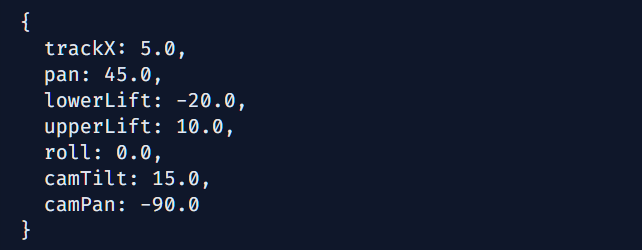 {
  trackX: 5.0,
  pan: 45.0,
  lowerLift: -20.0,
  upperLift: 10.0,
  roll: 0.0,
  camTilt: 15.0,
  camPan: -90.0
}